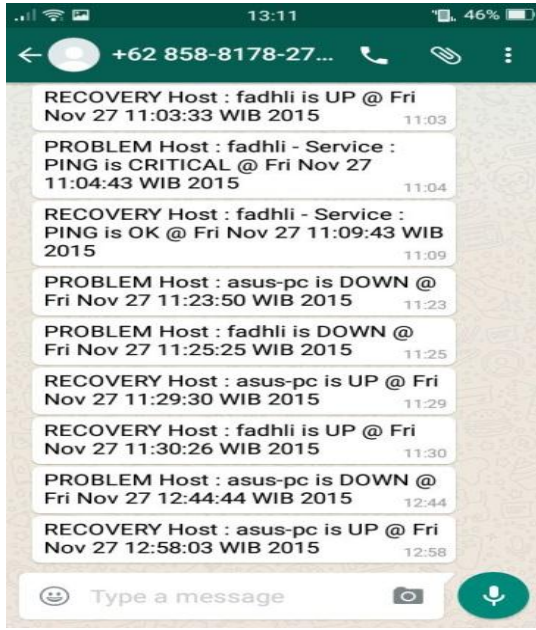 13:11
46%
+62 858-8178-27...
RECOVERY Host : fadhli is UP @ Fri
Nov 27 11:03:33 WIB 2015
11:03
PROBLEM Host : fadhli - Service :
PING is CRITICAL @ Fri Nov 27
11:04:43 WIB 2015
11:04
RECOVERY Host : fadhli - Service :
PING is OK @ Fri Nov 27 11:09:43 WIB
2015
11:09
PROBLEM Host : asus-pc is DOWN @
Fri Nov 27 11:23:50 WIB 2015
11:23
PROBLEM Host : fadhli is DOWN @
Fri Nov 27 11:25:25 WIB 2015
11:25
RECOVERY Host : asus-pc is UP @ Fri
Nov 27 11:29:30 WIB 2015
11:29
RECOVERY Host : fadhli is UP @ Fri
Nov 27 11:30:26 WIB 2015
11:30
PROBLEM Host : asus-pc is DOWN @
Fri Nov 27 12:44:44 WIB 2015
12:44
RECOVERY Host : asus-pc is UP @ Fri
Nov 27 12:58:03 WIB 2015
12:58
Type a message